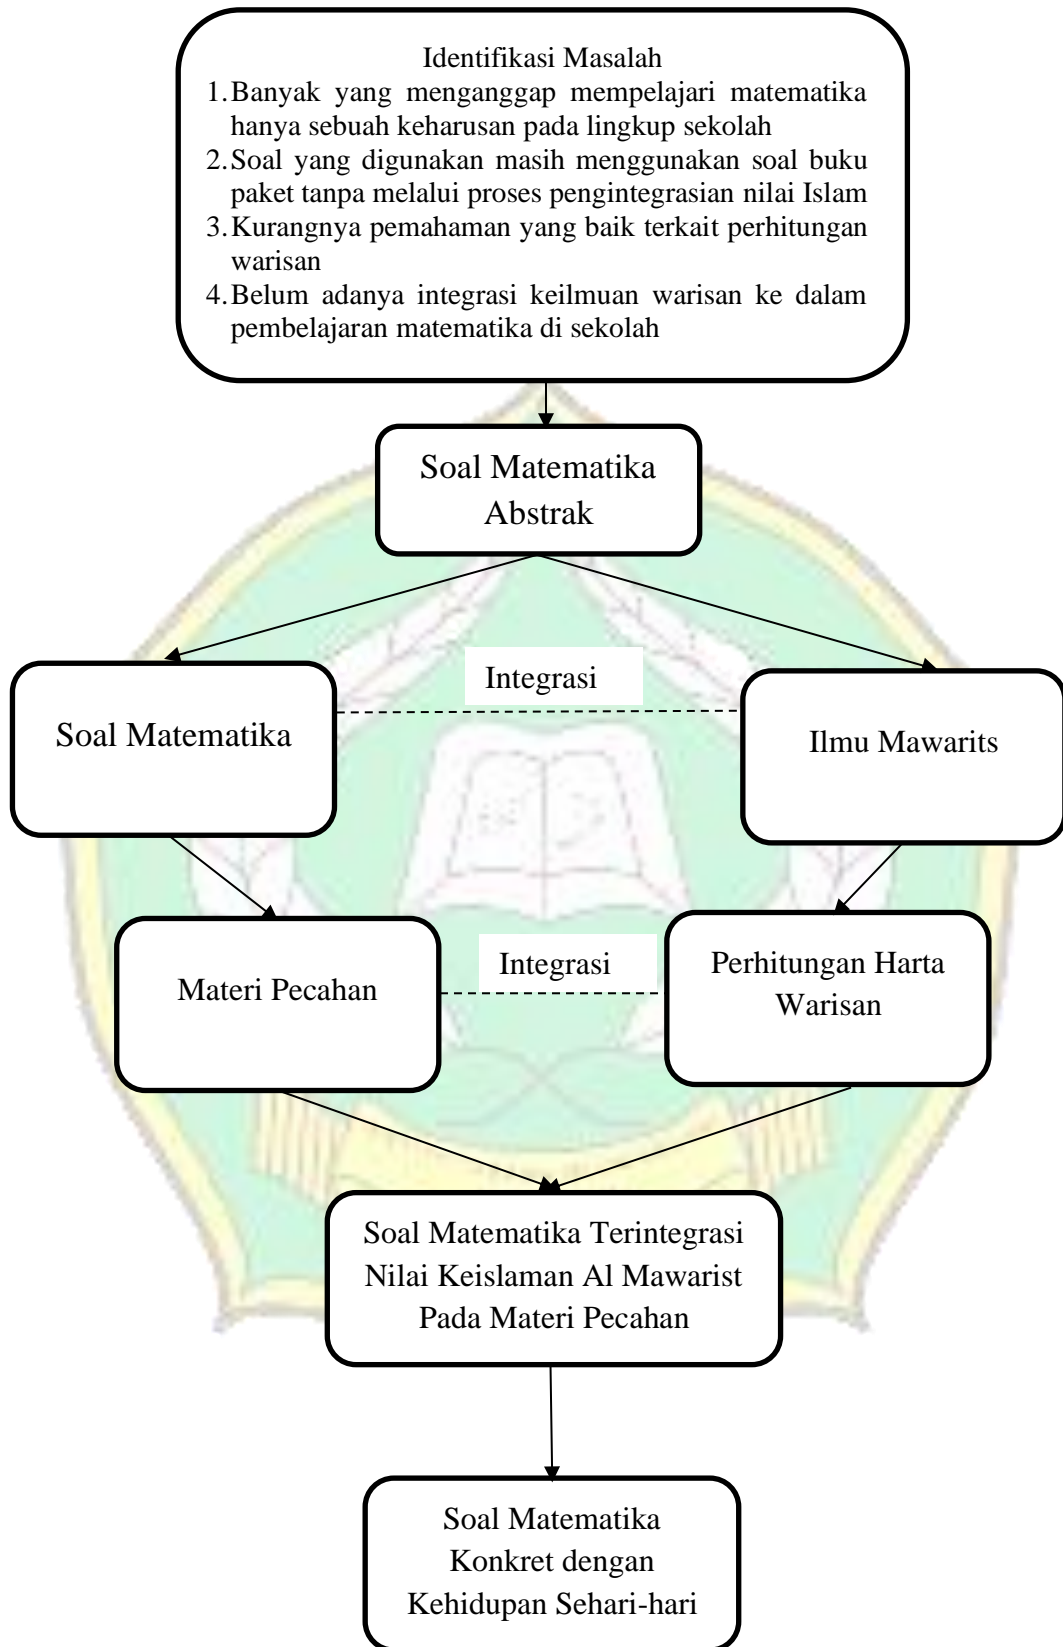 Identifikasi Masalah
1. Banyak yang menganggap mempelajari matematika
hanya sebuah keharusan pada lingkup sekolah
2. Soal yang digunakan masih menggunakan soal buku
paket tanpa melalui proses pengintegrasian nilai Islam
3. Kurangnya pemahaman yang baik terkait perhitungan
warisan
4. Belum adanya integrasi keilmuan warisan ke dalam
pembelajaran matematika di sekolah
Soal Matematika
Abstrak
Integrasi
Soal Matematika
Ilmu Mawarits
Integrasi
Materi Pecahan
Perhitungan Harta
Warisan
Soal Matematika Terintegrasi
Nilai Keislaman Al Mawarist
Pada Materi Pecahan
Soal Matematika
Konkret dengan
Kehidupan Sehari-hari